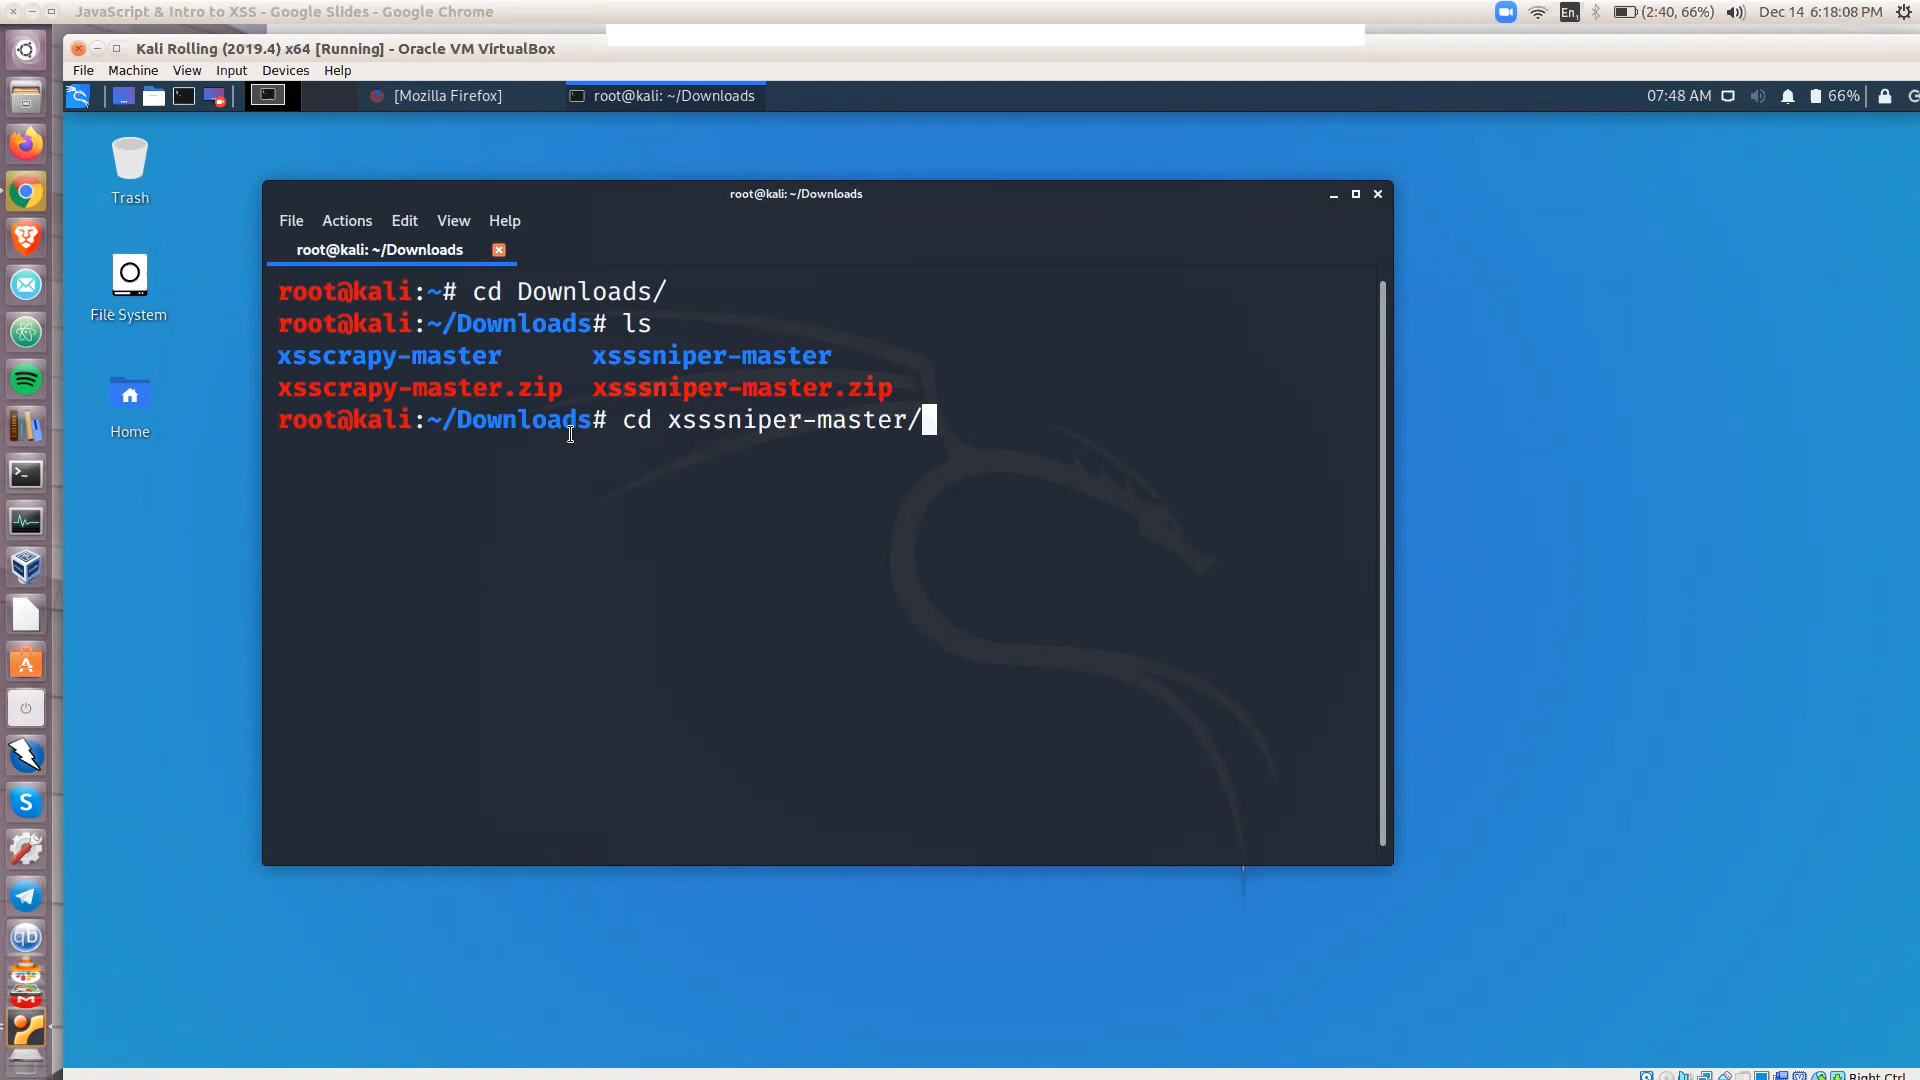 JavaScript & Intro to XSS - Google Slides - Google Chrome
En1 (2:40, 66%) Dec 14 6:18:08 PM
Kali Rolling (2019.4) x64 [Running] - Oracle VM VirtualBox
File Machine View Input Devices Help
[Mozilla Firefox] root@kali: ~/Downloads 07:48 AM 66%
Trash
File System
Home
root@kali: ~/Downloads
File Actions Edit View Help
root@kali: ~/Downloads
root@kali:~# cd Downloads/
root@kali:~/Downloads# ls
xsscrapy-master xsssniper-master
xsscrapy-master.zip xsssniper-master.zip
root@kali:~/Downloads# cd xsssniper-master/
Right Ctrl